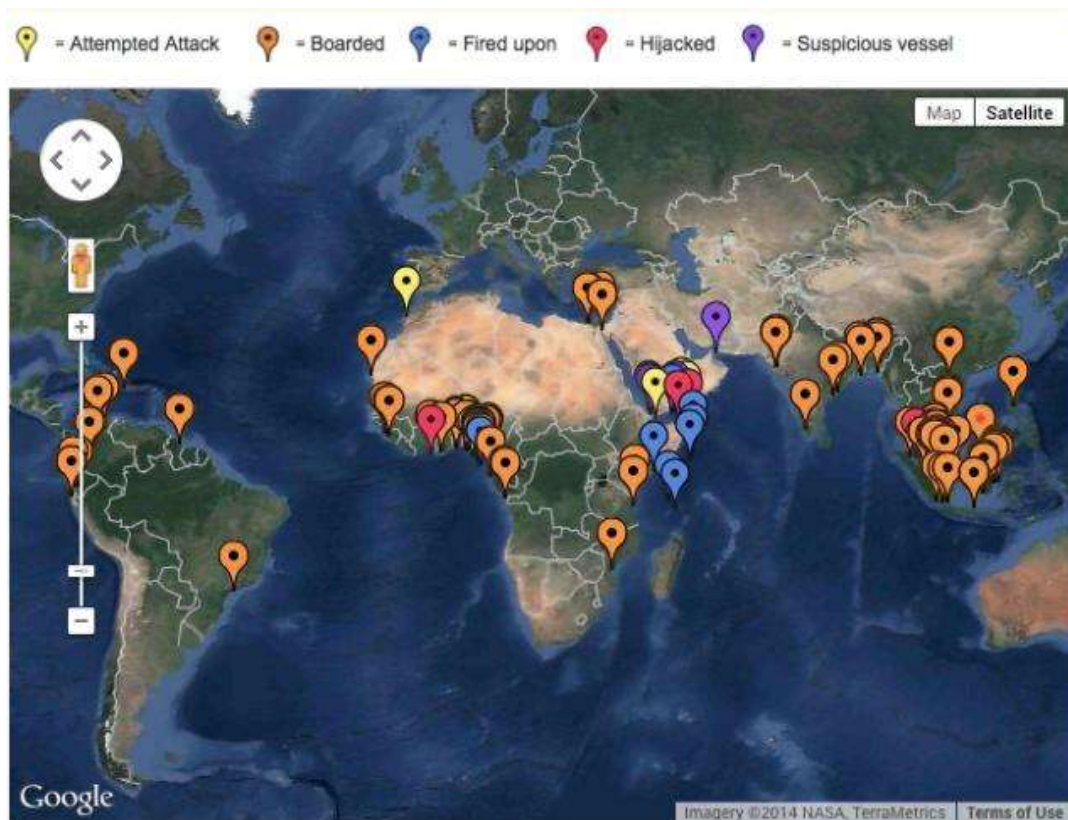 = Attempted Attack = Boarded = Fired upon = Hijacked = Suspicious vessel
Map Satellite
+
−
Google
Imagery ©2014 NASA, TerraMetrics Terms of Use